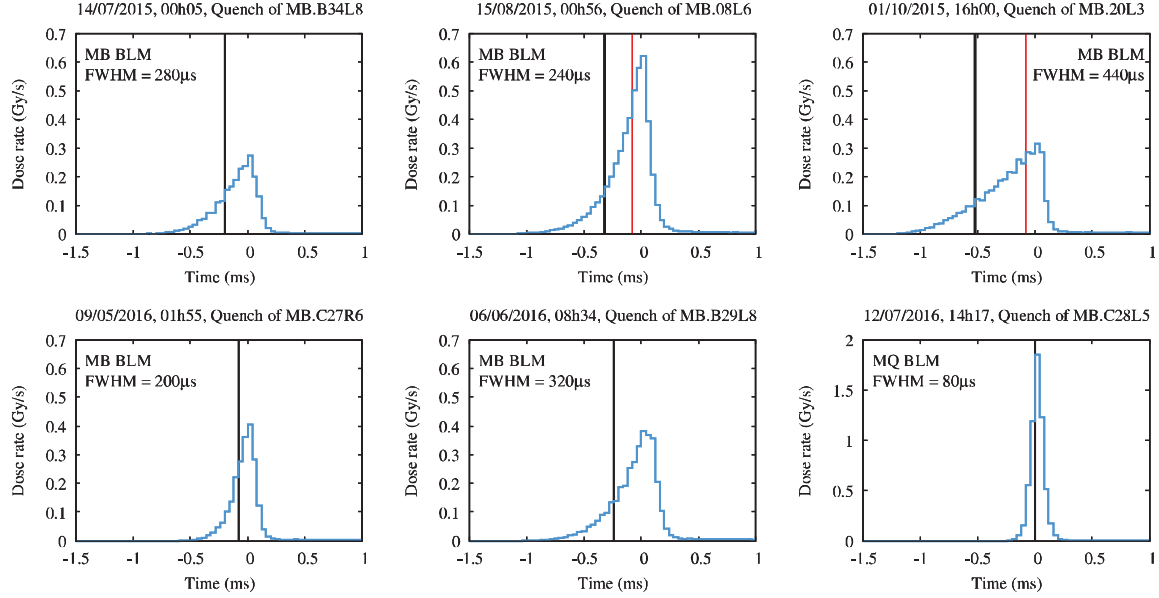 14/07/2015, 00h05, Quench of MB.B34L8
MB BLM
FWHM = 280μs
Dose rate (Gy/s)
0.7
0.6
0.5
0.4
0.3
0.2
0.1
0
-1.5 -1 -0.5 0 0.5 1
Time (ms)
15/08/2015, 00h56, Quench of MB.08L6
MB BLM
FWHM = 240μs
Dose rate (Gy/s)
0.7
0.6
0.5
0.4
0.3
0.2
0.1
0
-1.5 -1 -0.5 0 0.5 1
Time (ms)
01/10/2015, 16h00, Quench of MB.20L3
MB BLM
FWHM = 440μs
Dose rate (Gy/s)
0.7
0.6
0.5
0.4
0.3
0.2
0.1
0
-1.5 -1 -0.5 0 0.5 1
Time (ms)
09/05/2016, 01h55, Quench of MB.C27R6
MB BLM
FWHM = 200μs
Dose rate (Gy/s)
0.7
0.6
0.5
0.4
0.3
0.2
0.1
0
-1.5 -1 -0.5 0 0.5 1
Time (ms)
06/06/2016, 08h34, Quench of MB.B29L8
MB BLM
FWHM = 320μs
Dose rate (Gy/s)
0.7
0.6
0.5
0.4
0.3
0.2
0.1
0
-1.5 -1 -0.5 0 0.5 1
Time (ms)
12/07/2016, 14h17, Quench of MB.C28L5
MQ BLM
FWHM = 80μs
Dose rate (Gy/s)
2
1.5
1
0.5
0
-1.5 -1 -0.5 0 0.5 1
Time (ms)